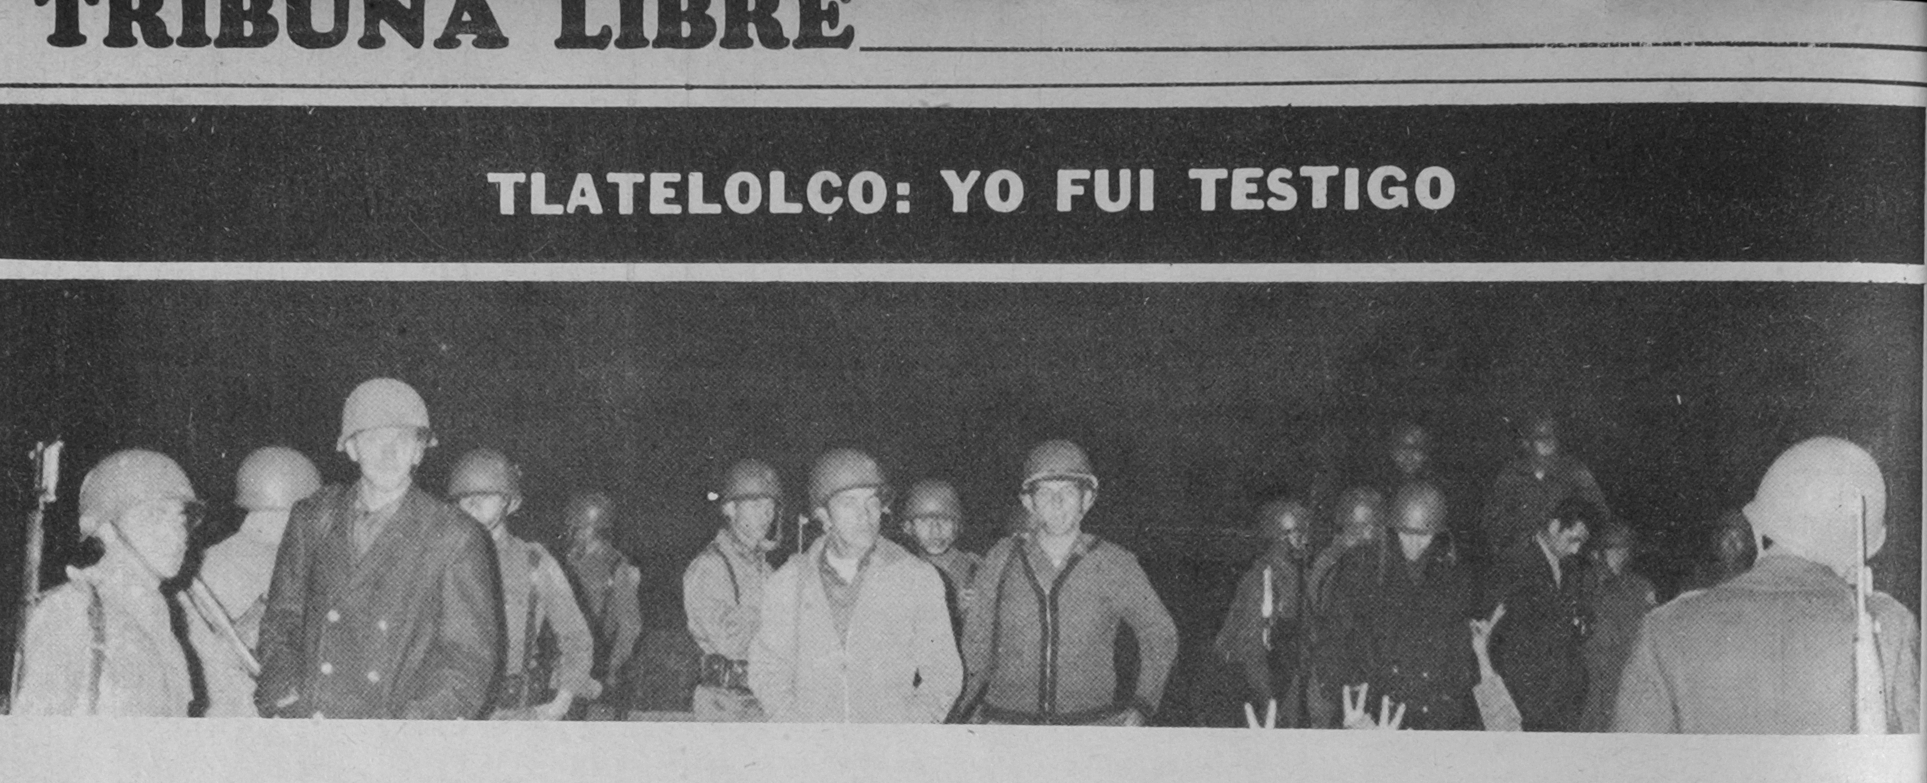 TRIBUNA LIBRE
TLATELOLCO: YO FUI TESTIGO